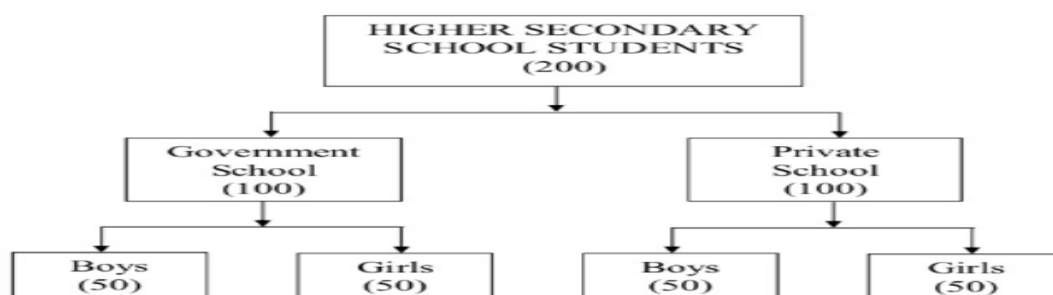 HIGHER SECONDARY
SCHOOL STUDENTS
(200)
Government
School
(100)
Private
School
(100)
Boys
(50)
Girls
(50)
Boys
(50)
Girls
(50)